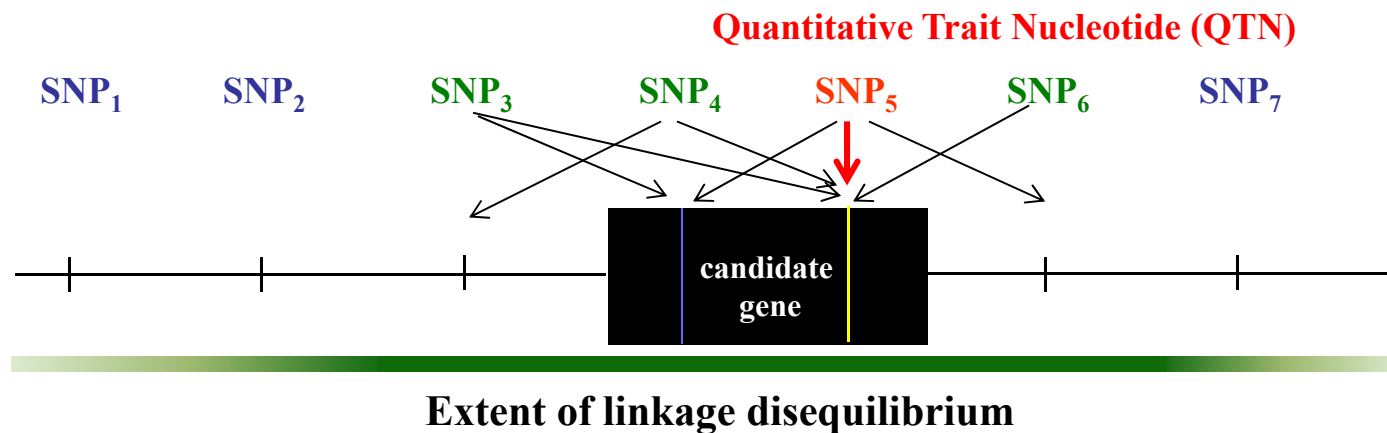 Quantitative Trait Nucleotide (QTN)
SNP₁ SNP₂ SNP₃ SNP₄ SNP₅ SNP₆ SNP₇
candidate
gene
Extent of linkage disequilibrium